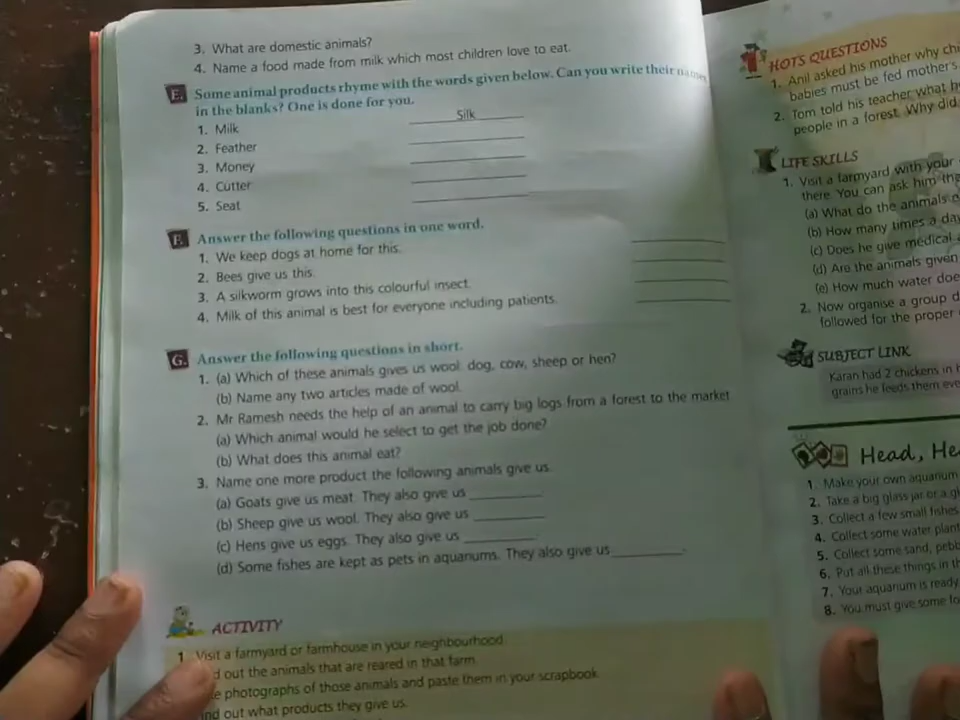 3. What are domestic animals?
4. Name a food made from milk which most children love to eat.
E. Some animal products rhyme with the words given below. Can you write their names
in the blanks? One is done for you.
1. Milk Silk
2. Feather
3. Money
4. Cutter
5. Seat
F. Answer the following questions in one word.
1. We keep dogs at home for this.
2. Bees give us this.
3. A silkworm grows into this colourful insect.
4. Milk of this animal is best for everyone including patients.
G. Answer the following questions in short.
1. (a) Which of these animals gives us wool: dog, cow, sheep or hen?
(b) Name any two articles made of wool.
2. Mr Ramesh needs the help of an animal to carry big logs from a forest to the market
(a) Which animal would he select to get the job done?
(b) What does this animal eat?
3. Name one more product the following animals give us.
(a) Goats give us meat. They also give us
(b) Sheep give us wool. They also give us
(c) Hens give us eggs. They also give us
(d) Some fishes are kept as pets in aquariums. They also give us
ACTIVITY
1. Visit a farmyard or farmhouse in your neighbourhood.
out the animals that are reared in that farm.
photographs of those animals and paste them in your scrapbook.
out what products they give us.
HOTS QUESTIONS
1. Anil asked his mother why
babies must be fed mother's
2. Tom told his teacher what
people in a forest. Why did
LIFE SKILLS
1. Visit a farmyard with your
there. You can ask him
(a) What do the animals
(b) How many times a
(c) Does he give medical
(d) Are the animals given
(e) How much water
2. Now organise a group
followed for the proper
SUBJECT LINK
Karan had 2 chickens in
grains he feeds them
Head,
1. Make your own aquarium
2. Take a big glass jar or a
3. Collect a few small fishes
4. Collect some water
5. Collect some sand,
6. Put all these things in
7. Your aquarium is ready
8. You must give some